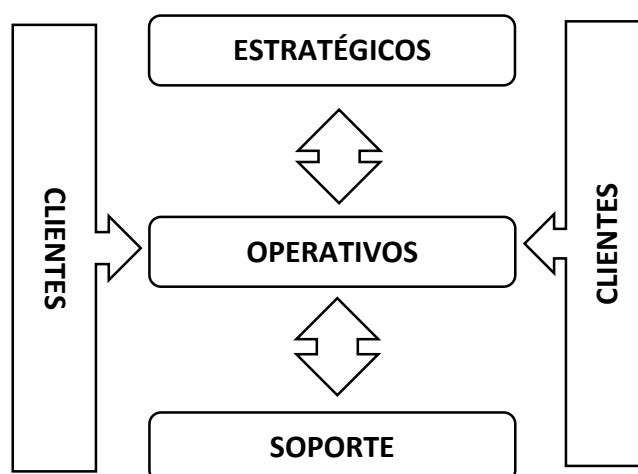 ESTRATÉGICOS
CLIENTES
OPERATIVOS
CLIENTES
SOPORTE